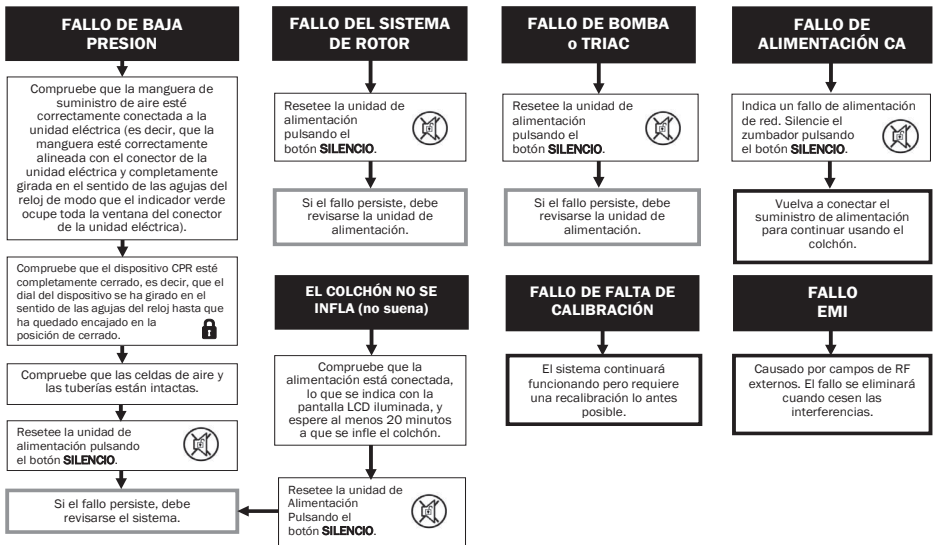 FALLO DE BAJA
PRESION
Compruebe que la manguera de
suministro de aire esté
correctamente conectada a la
unidad eléctrica (es decir, que la
manguera esté correctamente
alineada con el conector de la
unidad eléctrica y completamente
girada en el sentido de las agujas del
reloj de modo que el indicador verde
ocupe toda la ventana del conector
de la unidad eléctrica).
Compruebe que el dispositivo CPR esté
completamente cerrado, es decir, que el
dial del dispositivo se ha girado en el
sentido de las agujas del reloj hasta que
ha quedado encajado en la
posición de cerrado.
Compruebe que las celdas de aire y
las tuberías están intactas.
Resetee la unidad de
alimentación pulsando
el botón SILENCIO.
Si el fallo persiste, debe
revisarse el sistema.
FALLO DEL SISTEMA
DE ROTOR
Resetee la unidad de
alimentación
pulsando el
botón SILENCIO.
Si el fallo persiste, debe
revisarse la unidad de
alimentación.
EL COLCHÓN NO SE
INFLA (no suena)
Compruebe que la
alimentación está conectada,
lo que se indica con la
pantalla LCD iluminada, y
espere al menos 20 minutos
a que se infle el colchón.
Resetee la unidad de
Alimentación
Pulsando el
botón SILENCIO.
FALLO DE BOMBA
o TRIAC
Resetee la unidad de
alimentación
pulsando el
botón SILENCIO.
Si el fallo persiste, debe
revisarse la unidad de
alimentación.
FALLO DE FALTA DE
CALIBRACIÓN
El sistema continuará
funcionando pero requiere
una recalibración lo antes
posible.
FALLO DE
ALIMENTACIÓN CA
Indica un fallo de alimentación
de red. Silencie el
zumbador pulsando
el botón SILENCIO.
Vuelva a conectar el
suministro de alimentación
para continuar usando el
colchón.
FALLO
EMI
Causado por campos de RF
externos. El fallo se eliminará
cuando cesen las
interferencias.